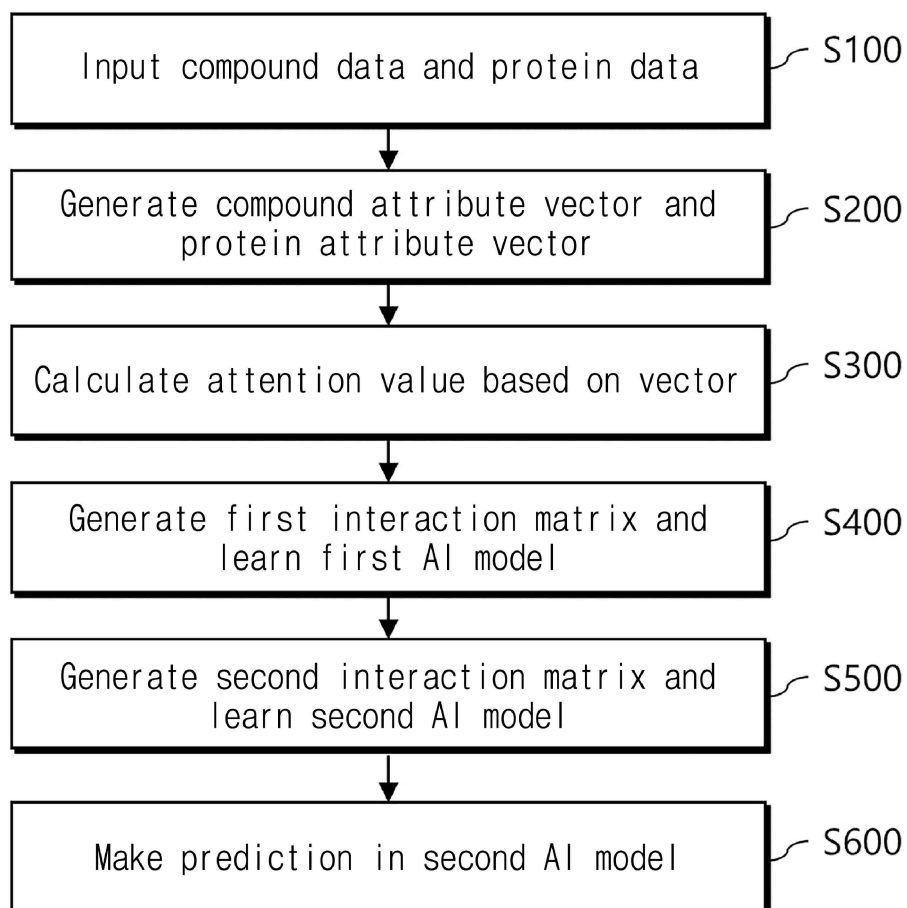 Input compound data and protein data
S100
Generate compound attribute vector and
protein attribute vector
S200
Calculate attention value based on vector
S300
Generate first interaction matrix and
learn first AI model
S400
Generate second interaction matrix and
learn second AI model
S500
Make prediction in second AI model
S600